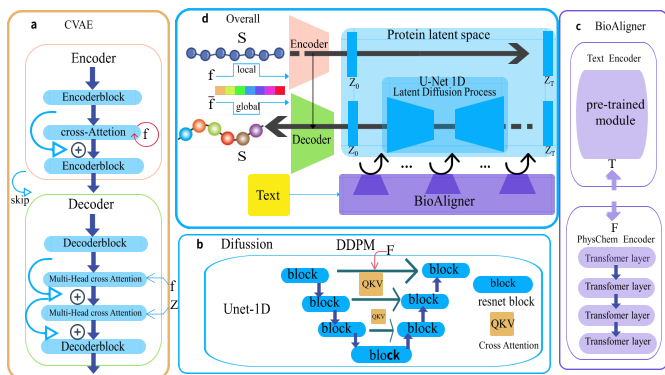 a CVAE
Encoder
Encoderblock
cross-Attetion
f
Encoderblock
skip
Decoder
Decoderblock
Multi-Head cross Attention
f
Z
Multi-Head cross Attention
Decoderblock
d Overall
S
f local
f̄ global
S
Encoder
Decoder
Protein latent space
Z0
ZT
U-Net 1D
Latent Diffusion Process
Z0
ZT
... ...
Text
BioAligner
b Difussion DDPM
F
Unet-1D
block
block
block
block
block
block
block
QKV
QKV
block
resnet block
QKV
Cross Attention
c BioAligner
Text Encoder
pre-trained
module
T
F
PhysChem Encoder
Transfomer layer
Transfomer layer
Transfomer layer
Transfomer layer